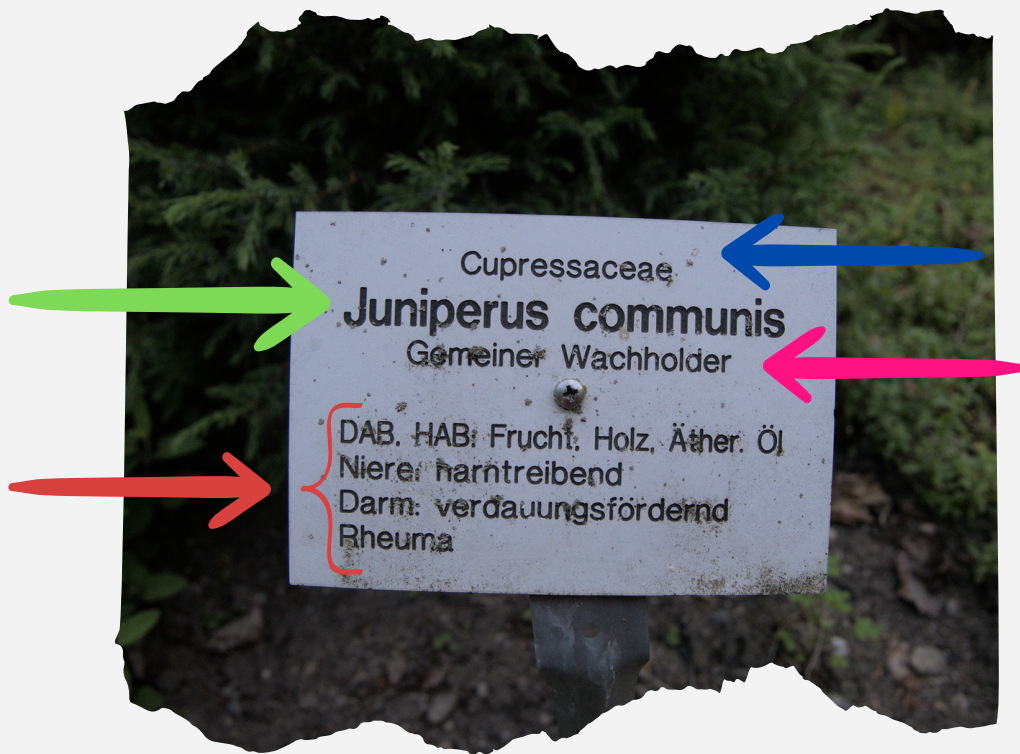 Cupressaceae
Juniperus communis
Gemeiner Wachholder
DAB, HAB: Frucht, Holz, Äther. Öl
Niere: harntreibend
Darm: verdauungsfördernd
Rheuma